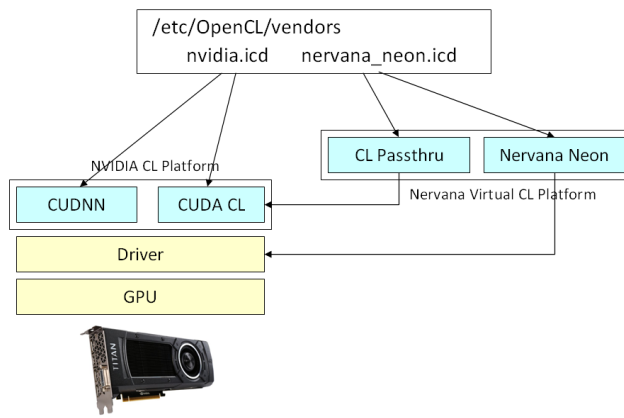 /etc/OpenCL/vendors
nvidia.icd nervana_neon.icd
CL Passthru Nervana Neon
NVIDIA CL Platform
Nervana Virtual CL Platform
CUDNN CUDA CL
Driver
GPU
TITAN